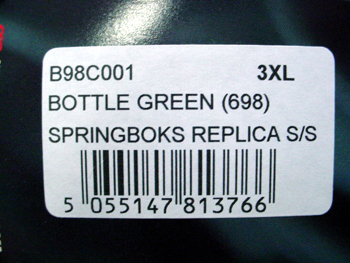 B98C001 3XL
BOTTLE GREEN (698)
SPRINGBOKS REPLICA S/S
5 055147 813766